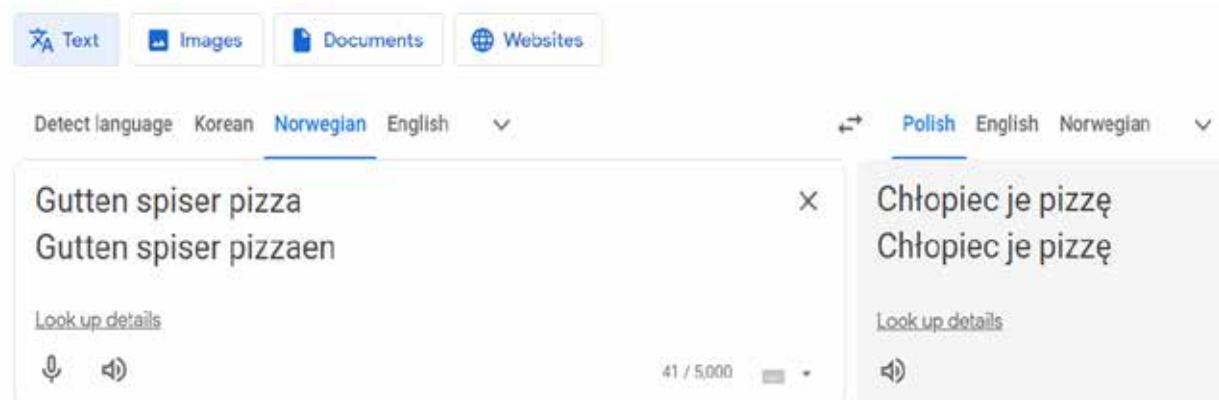 Text Images Documents Websites
Detect language Korean Norwegian English Polish English Norwegian
Gutten spiser pizza
Gutten spiser pizzaen
Look up details
41 / 5,000
Chłopiec je pizzę
Chłopiec je pizzę
Look up details